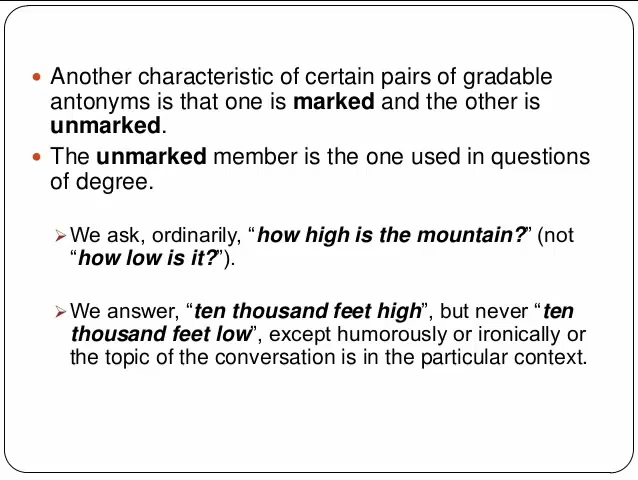 • Another characteristic of certain pairs of gradable
antonyms is that one is marked and the other is
unmarked.
• The unmarked member is the one used in questions
of degree.
➢ We ask, ordinarily, “how high is the mountain?” (not
“how low is it?”).
➢ We answer, “ten thousand feet high”, but never “ten
thousand feet low”, except humorously or ironically or
the topic of the conversation is in the particular context.